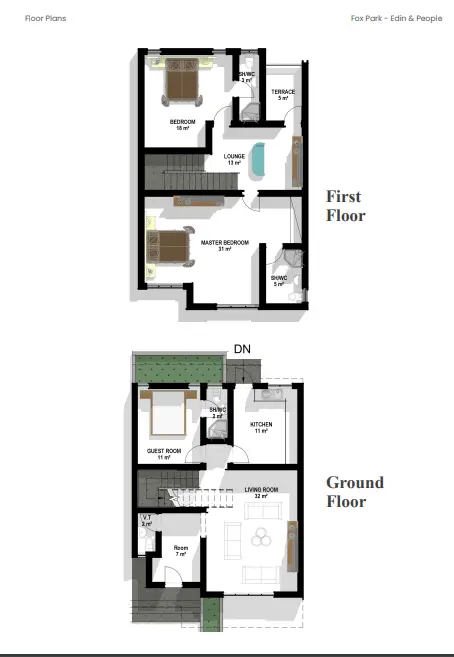 Floor Plans
Fox Park - Edin & People
SH/WC
3 m²
TERRACE
5 m²
BEDROOM
18 m²
LOUNGE
13 m²
First
Floor
MASTER BEDROOM
31 m²
SH/WC
5 m²
DN
SH/WC
2 m²
KITCHEN
11 m²
GUEST ROOM
11 m²
Ground
Floor
LIVING ROOM
32 m²
V.T
2 m²
Room
7 m²